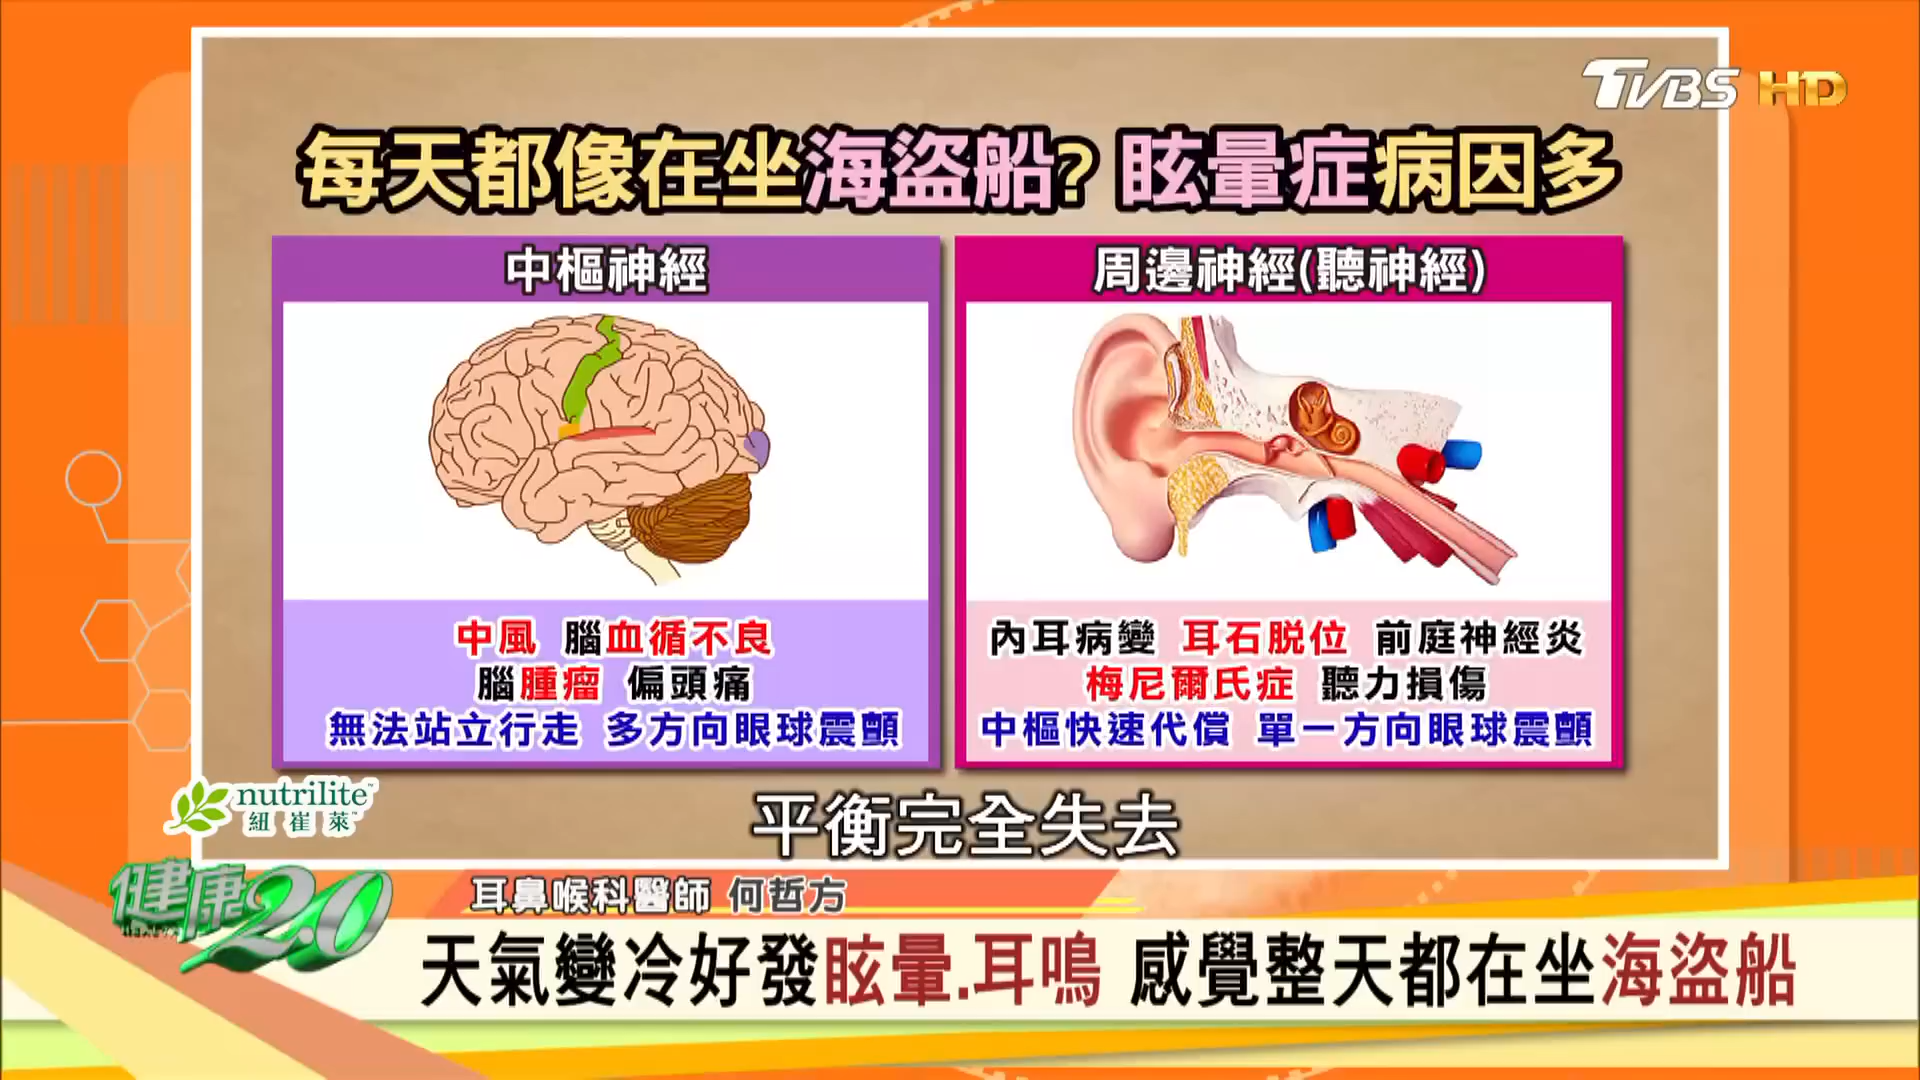 TVBS HD
每天都像在坐海盜船? 眩暈症病因多
中樞神經
中風 腦血循不良
腦腫瘤 偏頭痛
無法站立行走 多方向眼球震顫
周邊神經(聽神經)
內耳病變 耳石脫位 前庭神經炎
梅尼爾氏症 聽力損傷
中樞快速代償 單一方向眼球震顫
nutrilite™
紐崔萊
平衡完全失去
健康2.0
耳鼻喉科醫師 何哲方
天氣變冷好發眩暈.耳鳴 感覺整天都在坐海盜船